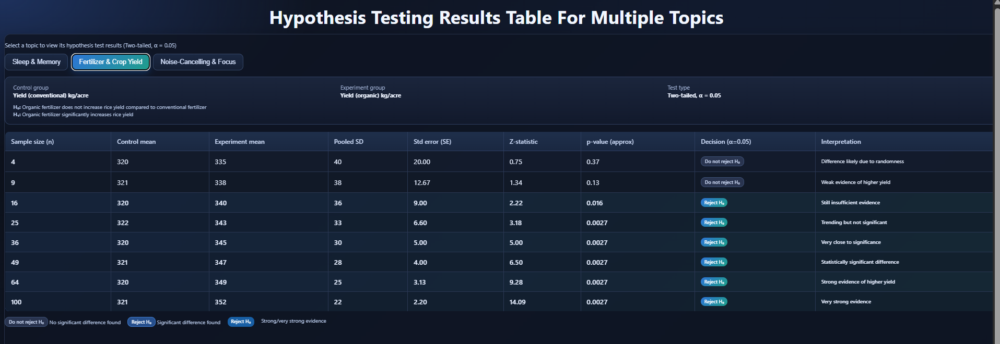 Hypothesis Testing Results Table For Multiple Topics
Select a topic to view its hypothesis test results (Two-tailed, α = 0.05)
Sleep & Memory Fertilizer & Crop Yield Noise-Cancelling & Focus
Control group Experiment group Test type
Yield (conventional) kg/acre Yield (organic) kg/acre Two-tailed, α = 0.05
H₀: Organic fertilizer does not increase rice yield compared to conventional fertilizer
H₁: Organic fertilizer significantly increases rice yield
Sample size (n) Control mean Experiment mean Pooled SD Std error (SE) Z-statistic p-value (approx) Decision (α=0.05) Interpretation
4 320 335 40 20.00 0.75 0.37 Do not reject H₀ Difference likely due to randomness
9 321 338 38 12.67 1.34 0.13 Do not reject H₀ Weak evidence of higher yield
16 320 340 36 9.00 2.22 0.016 Reject H₀ Still insufficient evidence
25 322 343 33 6.60 3.18 0.0027 Reject H₀ Trending but not significant
36 320 345 30 5.00 5.00 0.0027 Reject H₀ Very close to significance
49 321 347 28 4.00 6.50 0.0027 Reject H₀ Statistically significant difference
64 320 349 25 3.13 9.28 0.0027 Reject H₀ Strong evidence of higher yield
100 321 352 22 2.20 14.09 0.0027 Reject H₀ Very strong evidence
Do not reject H₀ No significant difference found Reject H₀ Significant difference found Reject H₀ Strong/very strong evidence